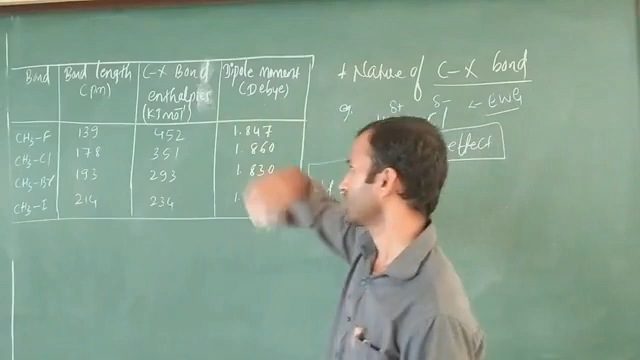 Bond Bond length (pm) C-X Bond enthalpies (KJ mol⁻¹) Dipole Moment (Debye)
CH3-F 139 452 1.847
CH3-Cl 178 351 1.860
CH3-Br 193 293 1.830
CH3-I 214 234 1.
+ Nature of C-X bond
eg. δ+ δ- ← EWG
effect